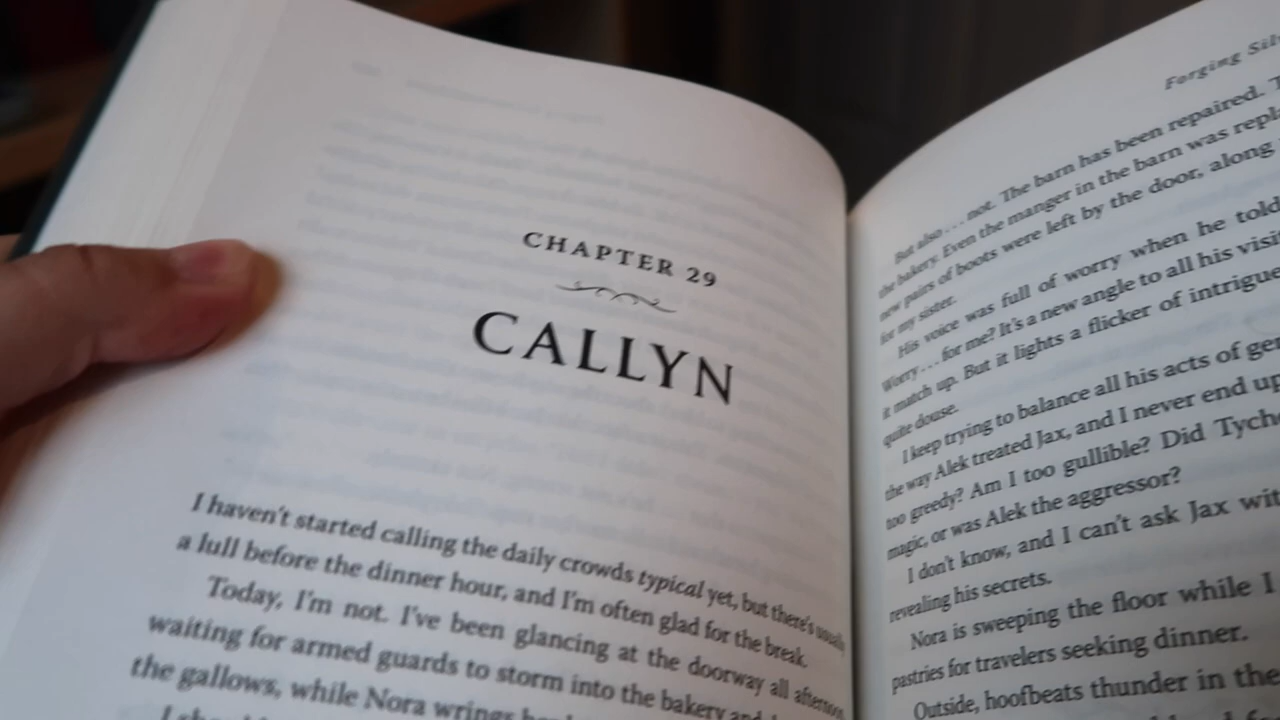 CHAPTER 29
CALLYN
I haven't started calling the daily crowds typical yet, but there's usually
a lull before the dinner hour, and I'm often glad for the break.
Today, I'm not. I've been glancing at the doorway all afternoon,
waiting for armed guards to storm into the bakery and
the gallows, while Nora wrings
Forging
But also . . . not. The barn has been repaired.
the bakery. Even the manger in the barn was
new pairs of boots were left by the door, along
for my sister.
His voice was full of worry when he told
Worry . . . for me? It's a new angle to all his
it match up. But it lights a flicker of intrigue
quite douse.
I keep trying to balance all his acts of
the way Alek treated Jax, and I never end up
too greedy? Am I too gullible? Did
magic, or was Alek the aggressor?
I don't know, and I can't ask Jax
revealing his secrets.
Nora is sweeping the floor while I
pastries for travelers seeking dinner.
Outside, hoofbeats thunder in the